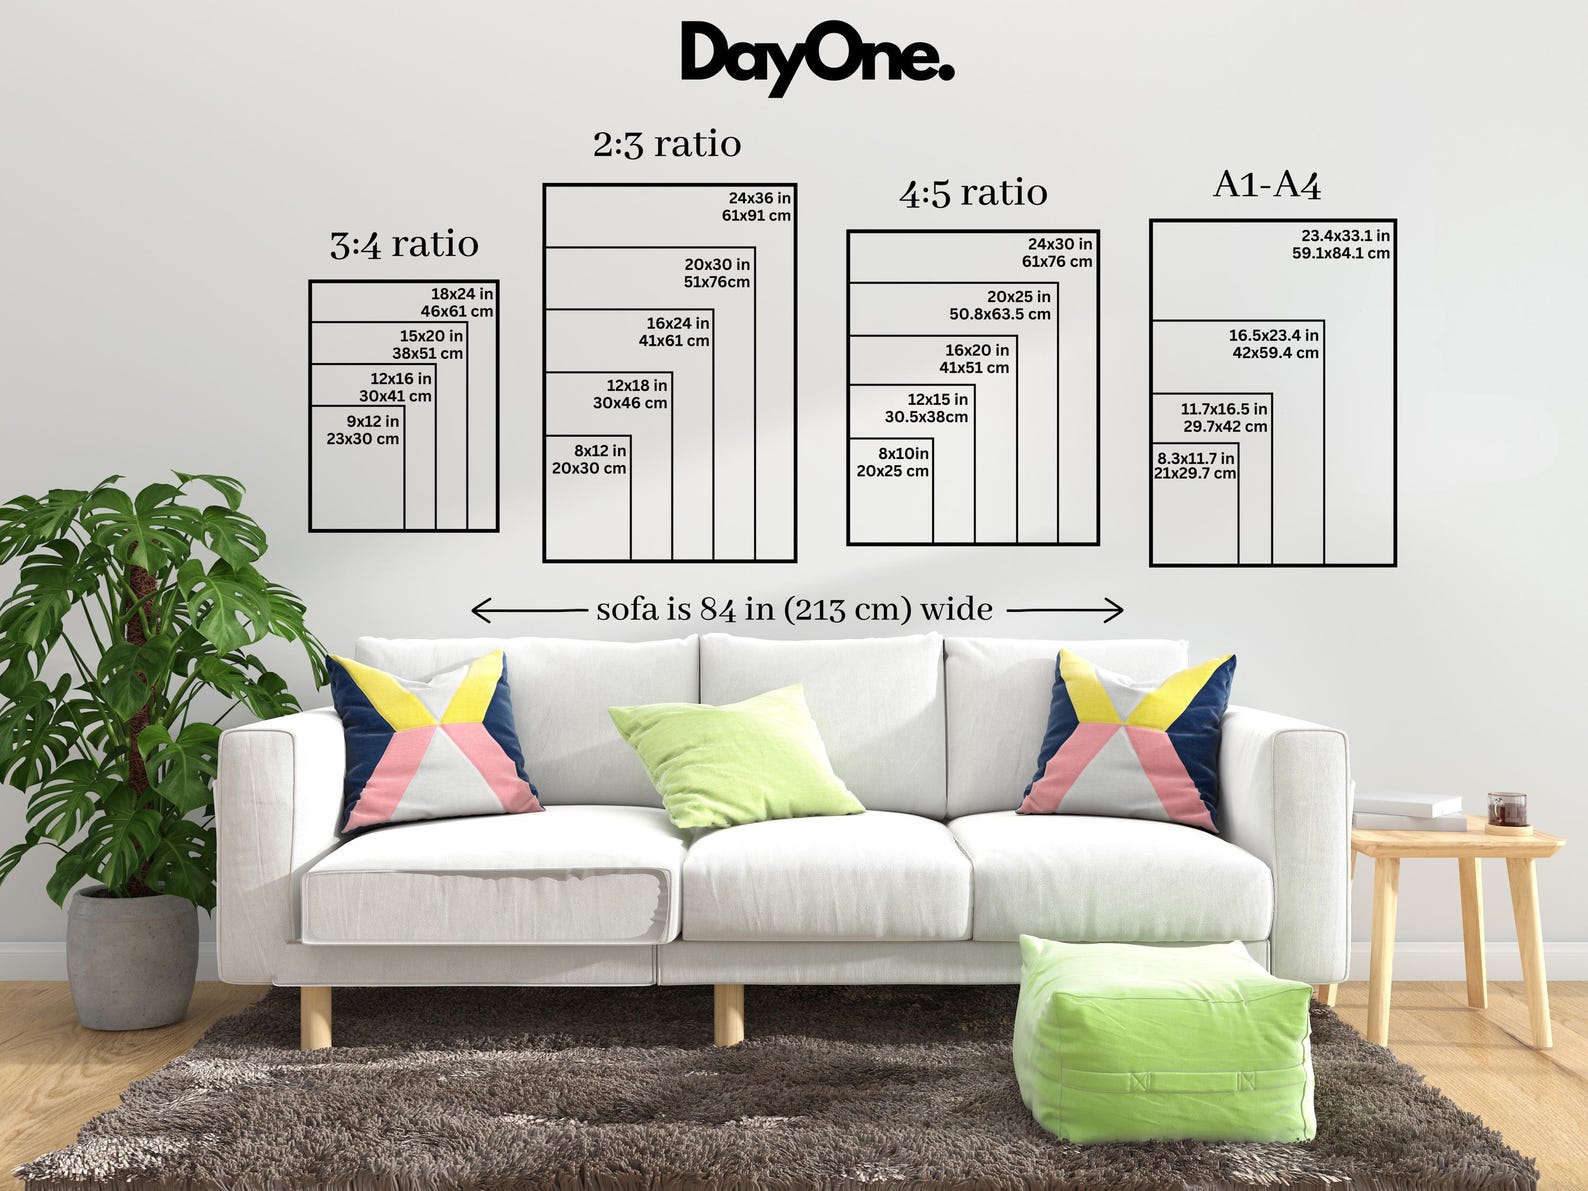 DayOne.
3:4 ratio
18x24 in
46x61 cm
15x20 in
38x51 cm
12x16 in
30x41 cm
9x12 in
23x30 cm
2:3 ratio
24x36 in
61x91 cm
20x30 in
51x76cm
16x24 in
41x61 cm
12x18 in
30x46 cm
8x12 in
20x30 cm
4:5 ratio
24x30 in
61x76 cm
20x25 in
50.8x63.5 cm
16x20 in
41x51 cm
12x15 in
30.5x38cm
8x10in
20x25 cm
A1-A4
23.4x33.1 in
59.1x84.1 cm
16.5x23.4 in
42x59.4 cm
11.7x16.5 in
29.7x42 cm
8.3x11.7 in
21x29.7 cm
sofa is 84 in (213 cm) wide